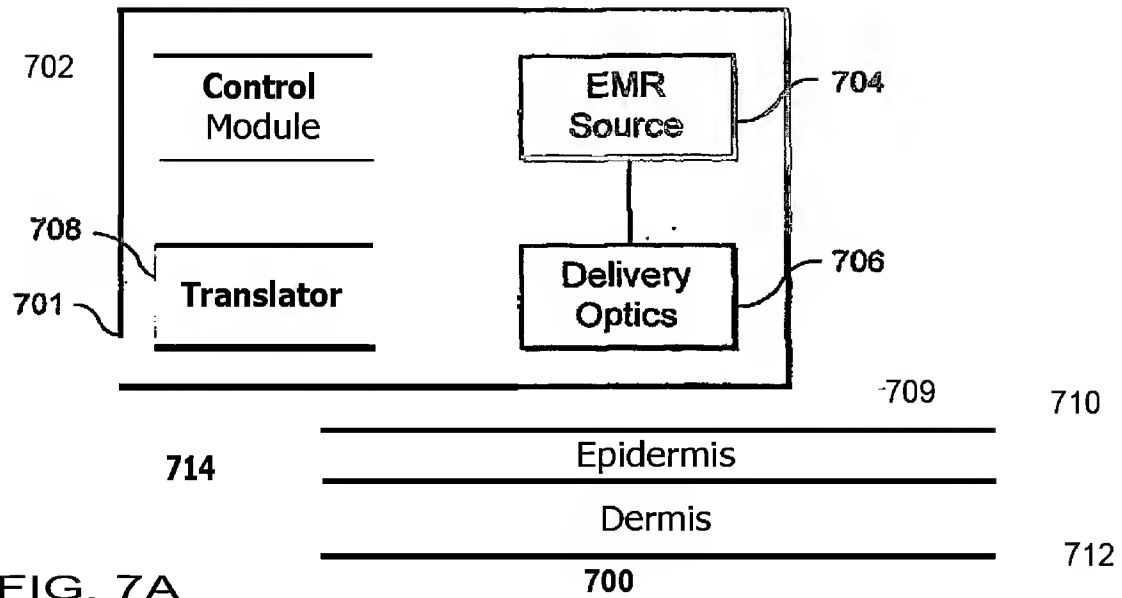 702
Control
Module
EMR
Source
704
708
701
Translator
Delivery
Optics
706
709
710
714
Epidermis
Dermis
712
FIG. 7A
700